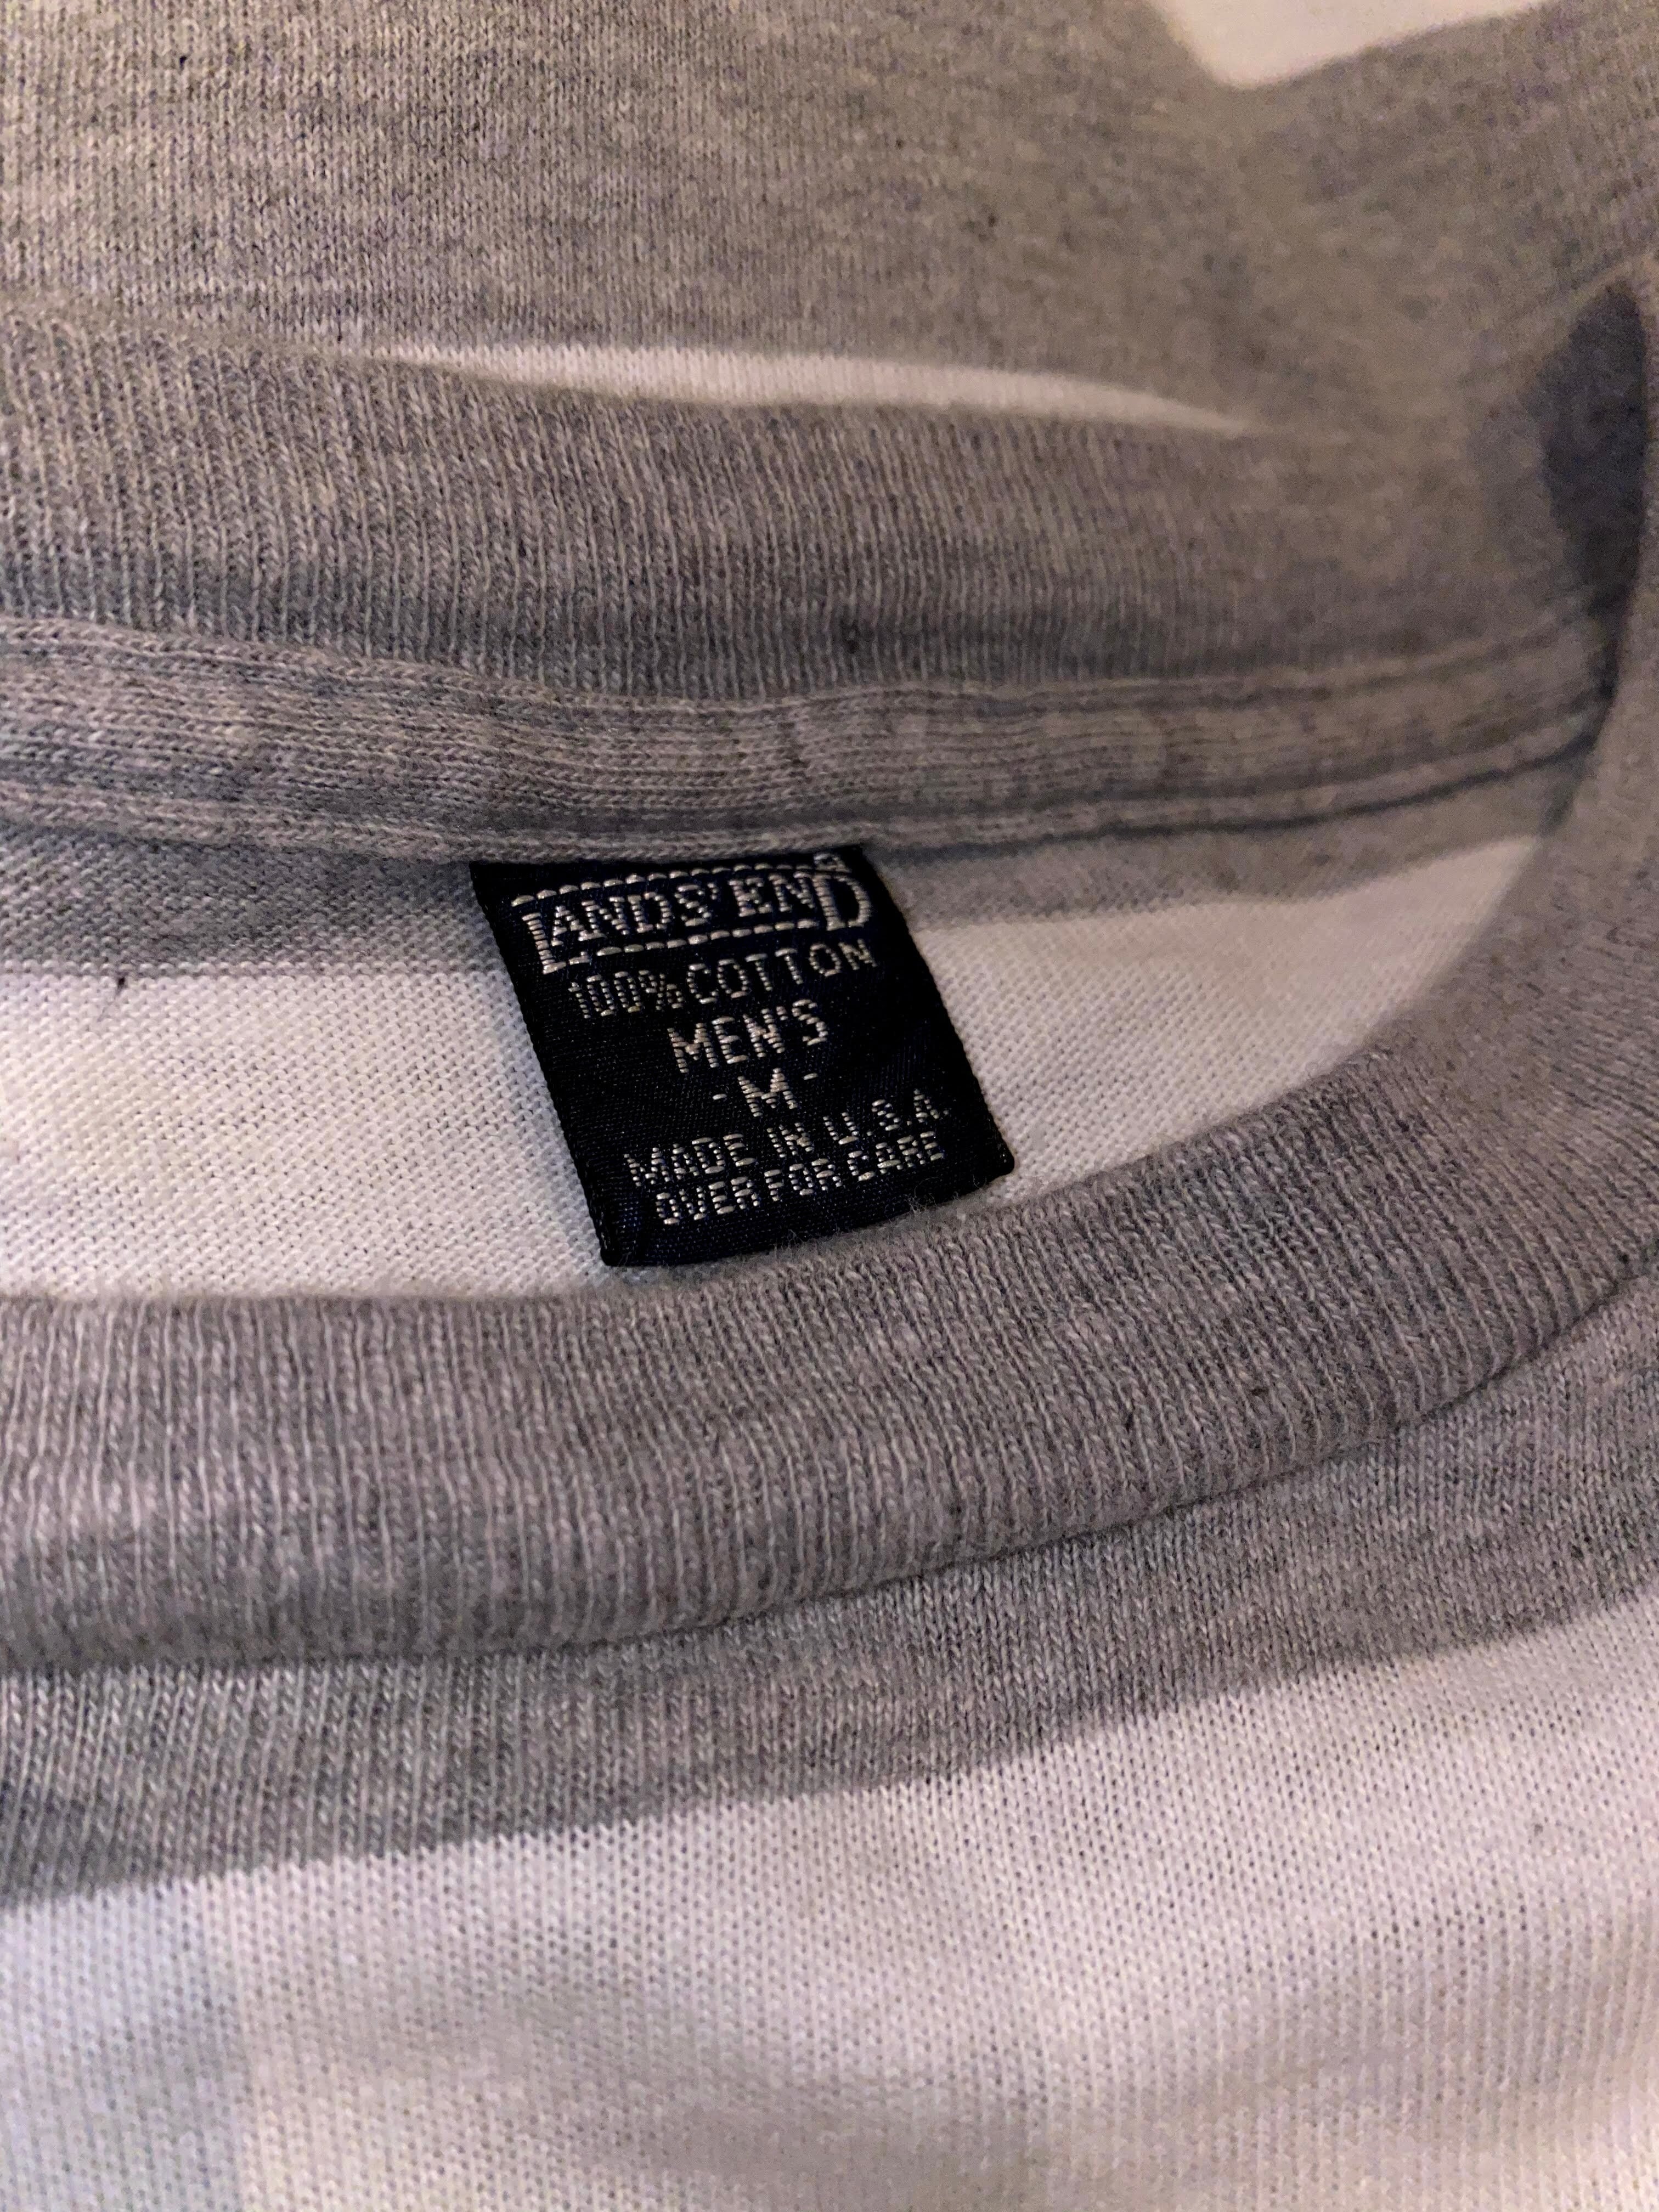 LANDS' END
100% COTTON
MEN'S
- M -
MADE IN U.S.A.
OVER FOR CARE